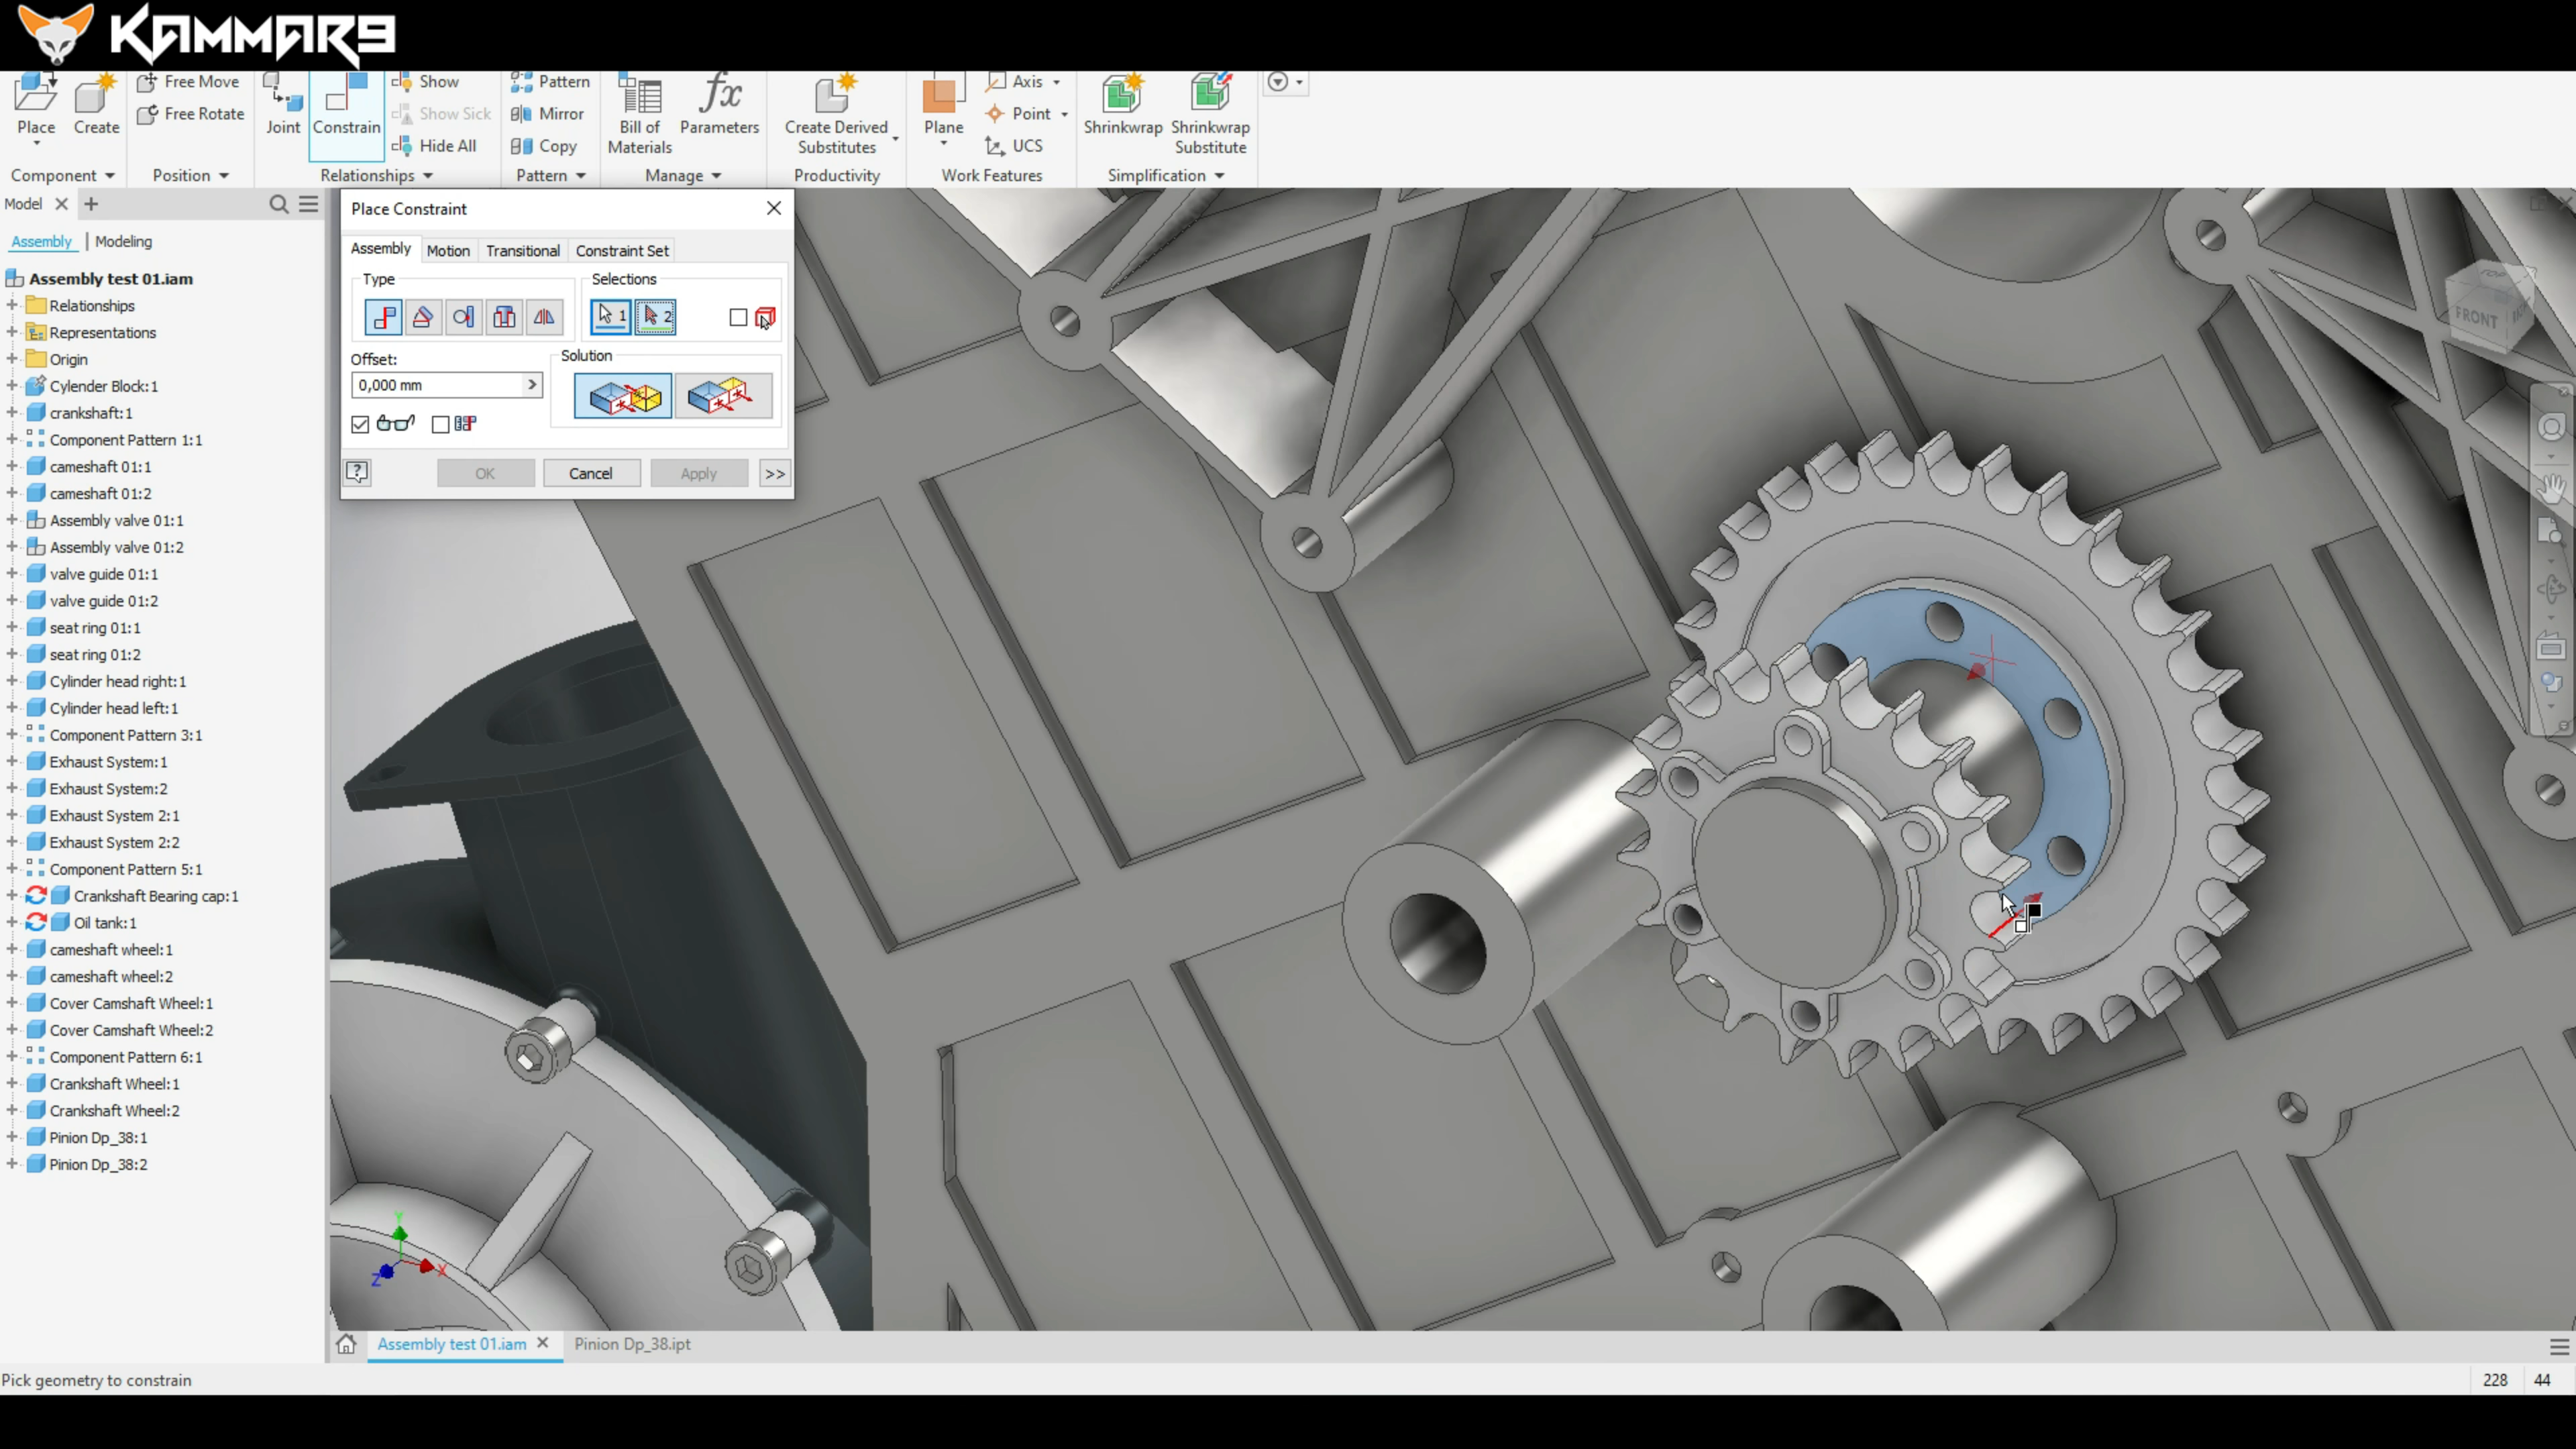 KAMMAR9
Place
Create
Free Move
Free Rotate
Joint
Constrain
Show
Show Sick
Hide All
Pattern
Mirror
Copy
Bill of
Materials
fx
Parameters
Create Derived
Substitutes
Plane
Axis
Point
UCS
Shrinkwrap
Shrinkwrap
Substitute
Component
Position
Relationships
Pattern
Manage
Productivity
Work Features
Simplification
Model
Assembly
Modeling
Assembly test 01.iam
Relationships
Representations
Origin
Cylender Block:1
crankshaft:1
Component Pattern 1:1
cameshaft 01:1
cameshaft 01:2
Assembly valve 01:1
Assembly valve 01:2
valve guide 01:1
valve guide 01:2
seat ring 01:1
seat ring 01:2
Cylinder head right:1
Cylinder head left:1
Component Pattern 3:1
Exhaust System:1
Exhaust System:2
Exhaust System 2:1
Exhaust System 2:2
Component Pattern 5:1
Crankshaft Bearing cap:1
Oil tank:1
cameshaft wheel:1
cameshaft wheel:2
Cover Camshaft Wheel:1
Cover Camshaft Wheel:2
Component Pattern 6:1
Crankshaft Wheel:1
Crankshaft Wheel:2
Pinion Dp_38:1
Pinion Dp_38:2
Place Constraint
Assembly
Motion
Transitional
Constraint Set
Type
Selections
1
2
Offset:
0,000 mm
Solution
OK
Cancel
Apply
>>
TOP
FRONT
Y
X
Z
Assembly test 01.iam
Pinion Dp_38.ipt
Pick geometry to constrain
228
44